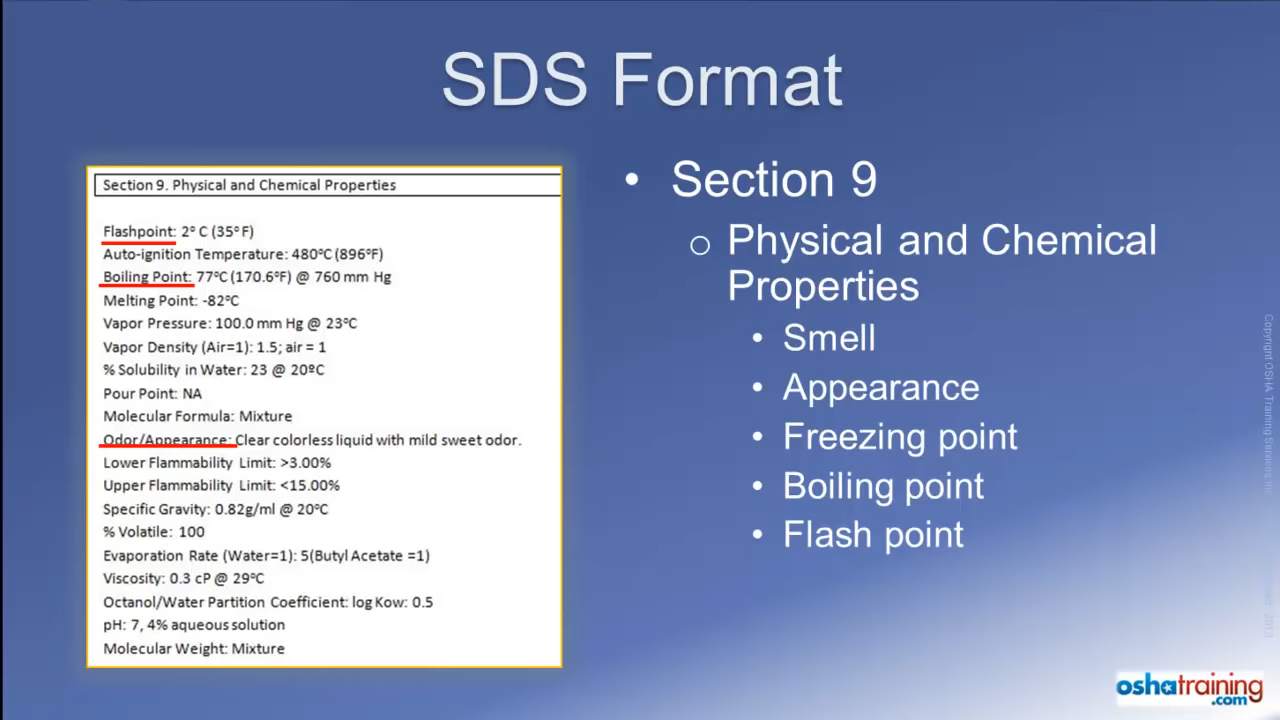 SDS Format
Section 9. Physical and Chemical Properties
Flashpoint: 2° C (35° F)
Auto-ignition Temperature: 480°C (896°F)
Boiling Point: 77°C (170.6°F) @ 760 mm Hg
Melting Point: -82°C
Vapor Pressure: 100.0 mm Hg @ 23°C
Vapor Density (Air=1): 1.5; air = 1
% Solubility in Water: 23 @ 20ºC
Pour Point: NA
Molecular Formula: Mixture
Odor/Appearance: Clear colorless liquid with mild sweet odor.
Lower Flammability Limit: >3.00%
Upper Flammability Limit: <15.00%
Specific Gravity: 0.82g/ml @ 20°C
% Volatile: 100
Evaporation Rate (Water=1): 5(Butyl Acetate =1)
Viscosity: 0.3 cP @ 29°C
Octanol/Water Partition Coefficient: log Kow: 0.5
pH: 7, 4% aqueous solution
Molecular Weight: Mixture
• Section 9
o Physical and Chemical
Properties
• Smell
• Appearance
• Freezing point
• Boiling point
• Flash point
Copyright OSHA Training Services Inc.
oshatraining
.com